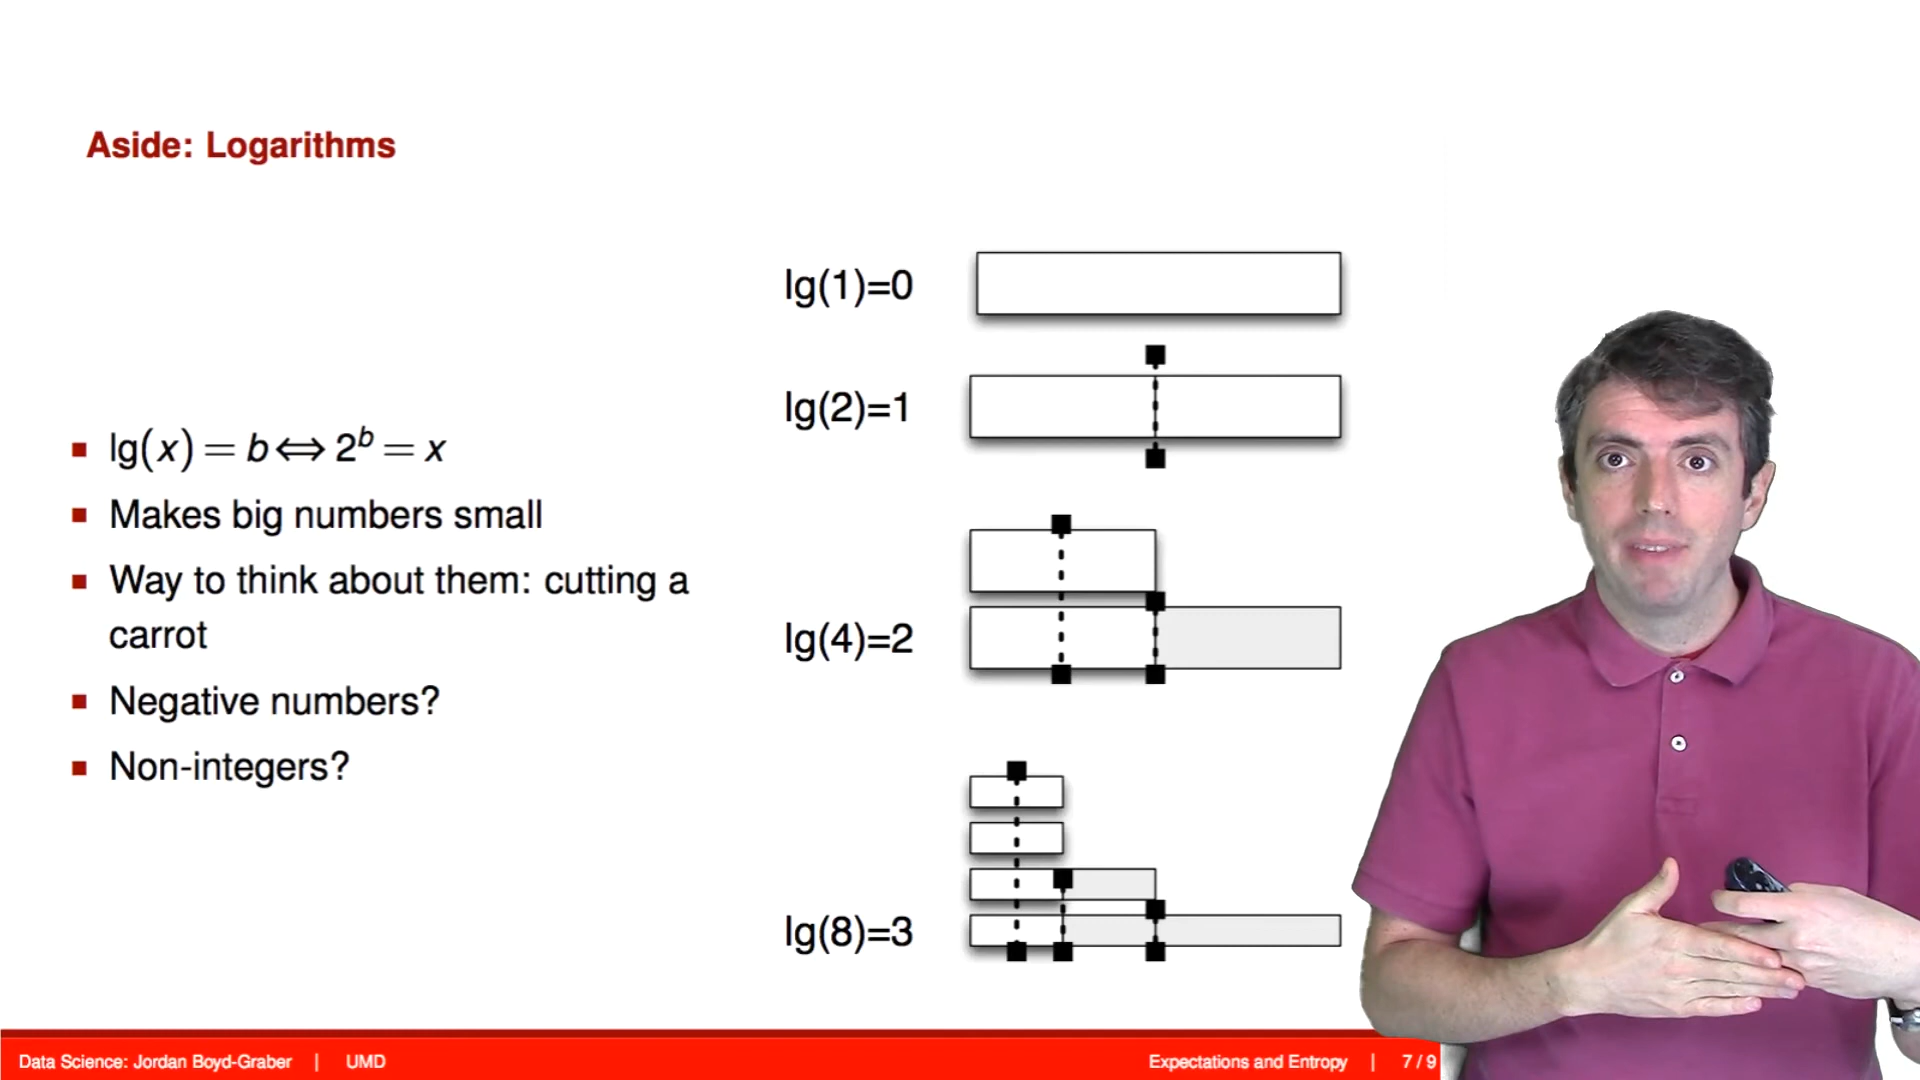 Aside: Logarithms
lg(x) = b ⇔ 2ᵇ = x
Makes big numbers small
Way to think about them: cutting a
carrot
Negative numbers?
Non-integers?
lg(1)=0
lg(2)=1
lg(4)=2
lg(8)=3
Data Science: Jordan Boyd-Graber | UMD
Expectations and Entropy | 7 / 9